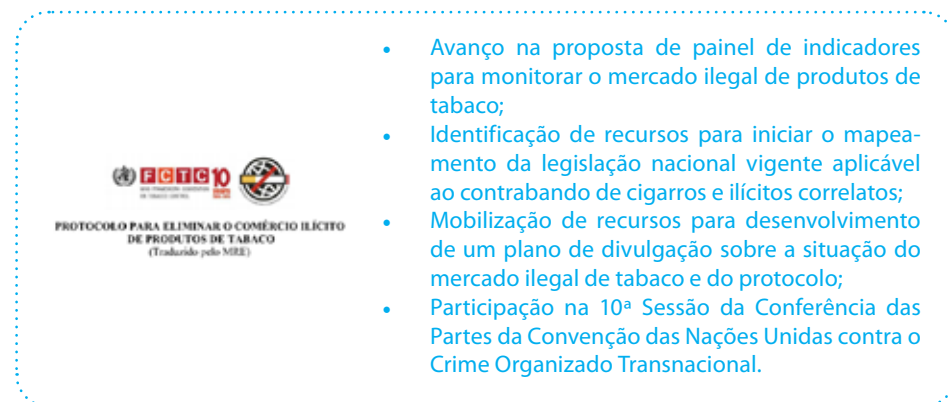 FCTC10
PROTOCOLO PARA ELIMINAR O COMÉRCIO ILÍCITO
DE PRODUTOS DE TABACO
(Traduzido pelo MRE)
• Avanço na proposta de painel de indicadores
para monitorar o mercado ilegal de produtos de
tabaco;
• Identificação de recursos para iniciar o mapea-
mento da legislação nacional vigente aplicável
ao contrabando de cigarros e ilícitos correlatos;
• Mobilização de recursos para desenvolvimento
de um plano de divulgação sobre a situação do
mercado ilegal de tabaco e do protocolo;
• Participação na 10ª Sessão da Conferência das
Partes da Convenção das Nações Unidas contra o
Crime Organizado Transnacional.